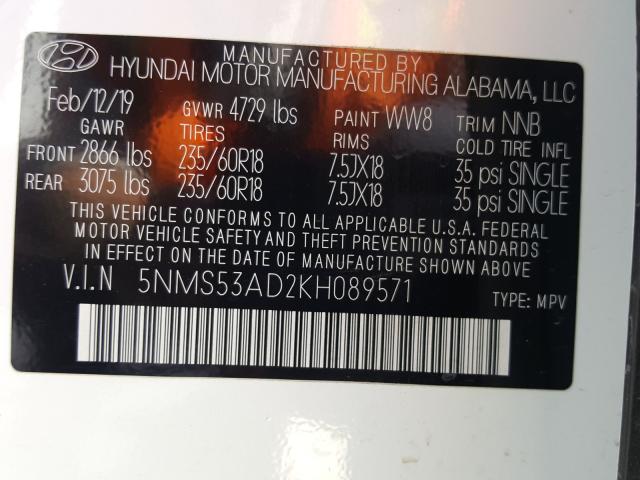 MANUFACTURED BY
HYUNDAI MOTOR MANUFACTURING ALABAMA, LLC
Feb/12/19 GVWR 4729 lbs PAINT WW8 TRIM NNB
GAWR TIRES RIMS COLD TIRE INFL
FRONT 2866 lbs 235/60R18 7.5JX18 35 psi SINGLE
REAR 3075 lbs 235/60R18 7.5JX18 35 psi SINGLE
THIS VEHICLE CONFORMS TO ALL APPLICABLE U.S.A. FEDERAL
MOTOR VEHICLE SAFETY AND THEFT PREVENTION STANDARDS
IN EFFECT ON THE DATE OF MANUFACTURE SHOWN ABOVE.
V.I.N 5NMS53AD2KH089571
TYPE: MPV